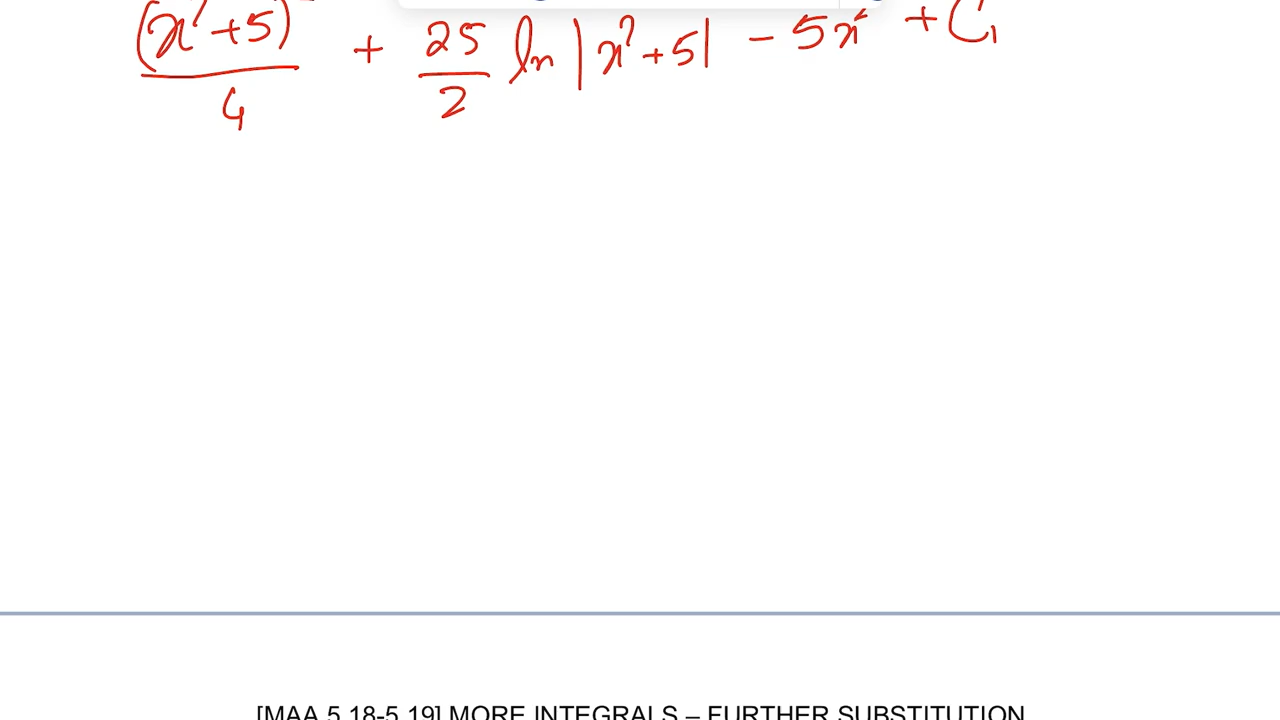 (x²+5)² / 4 + 25/2 ln |x²+5| - 5x² + C₁
[MAA 5.18-5.19] MORE INTEGRALS – FURTHER SUBSTITUTION